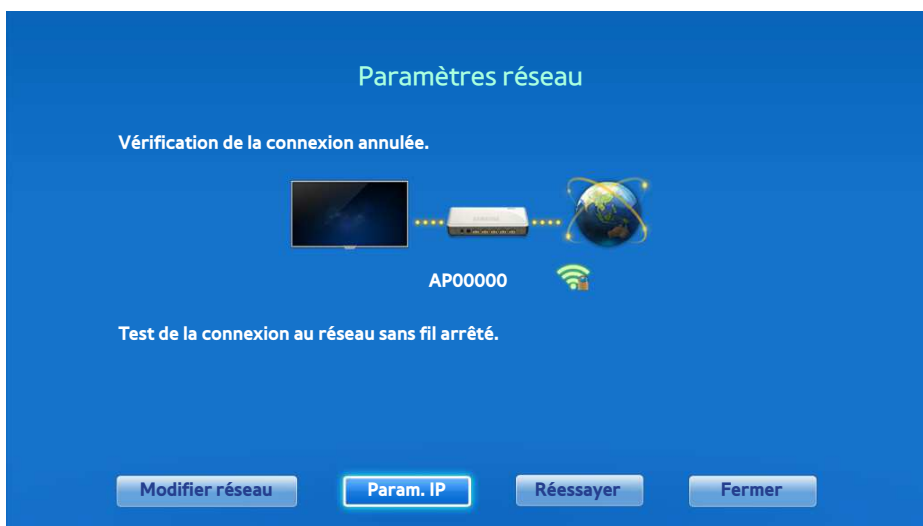 Paramètres réseau
Vérification de la connexion annulée.
AP00000
Test de la connexion au réseau sans fil arrêté.
Modifier réseau Param. IP Réessayer Fermer